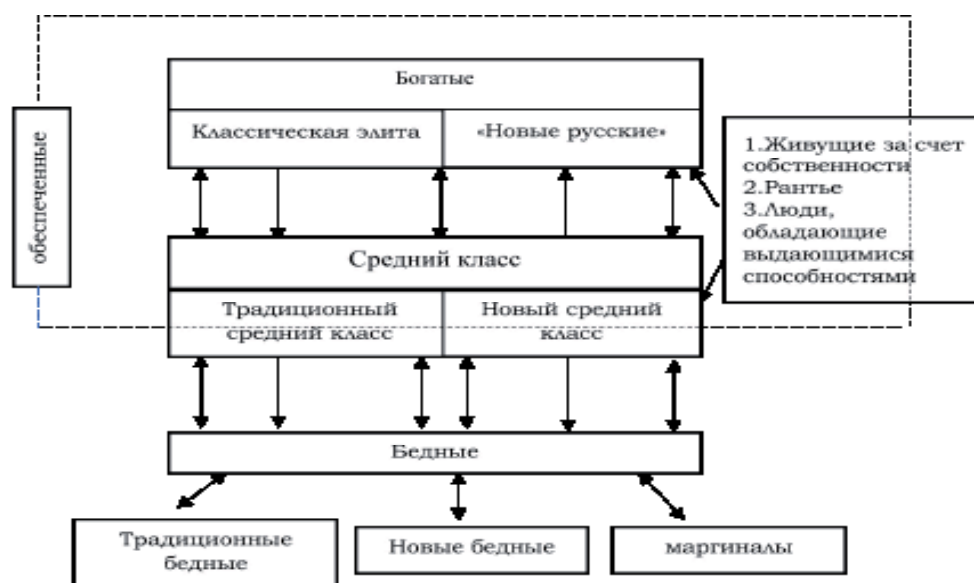 Богатые
Классическая элита
«Новые русские»
обеспеченные
1.Живущие за счет
собственности
2.Рантье
3.Люди,
обладающие
выдающимися
способностями
Средний класс
Традиционный
средний класс
Новый средний
класс
Бедные
Традиционные
бедные
Новые бедные
маргиналы